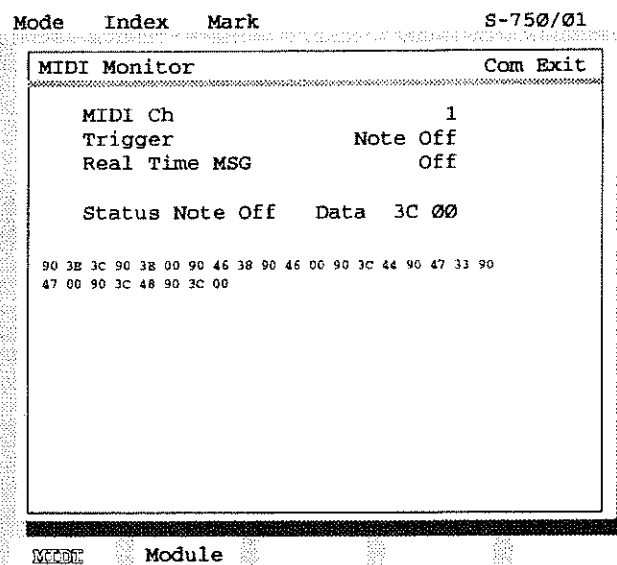 Mode Index Mark S-750/01
MIDI Monitor Com Exit
MIDI Ch 1
Trigger Note Off
Real Time MSG Off
Status Note Off Data 3C 00
90 3E 3C 90 3E 00 90 46 38 90 46 00 90 3C 44 90 47 33 90
47 00 90 3C 48 90 3C 00
MIDI Module